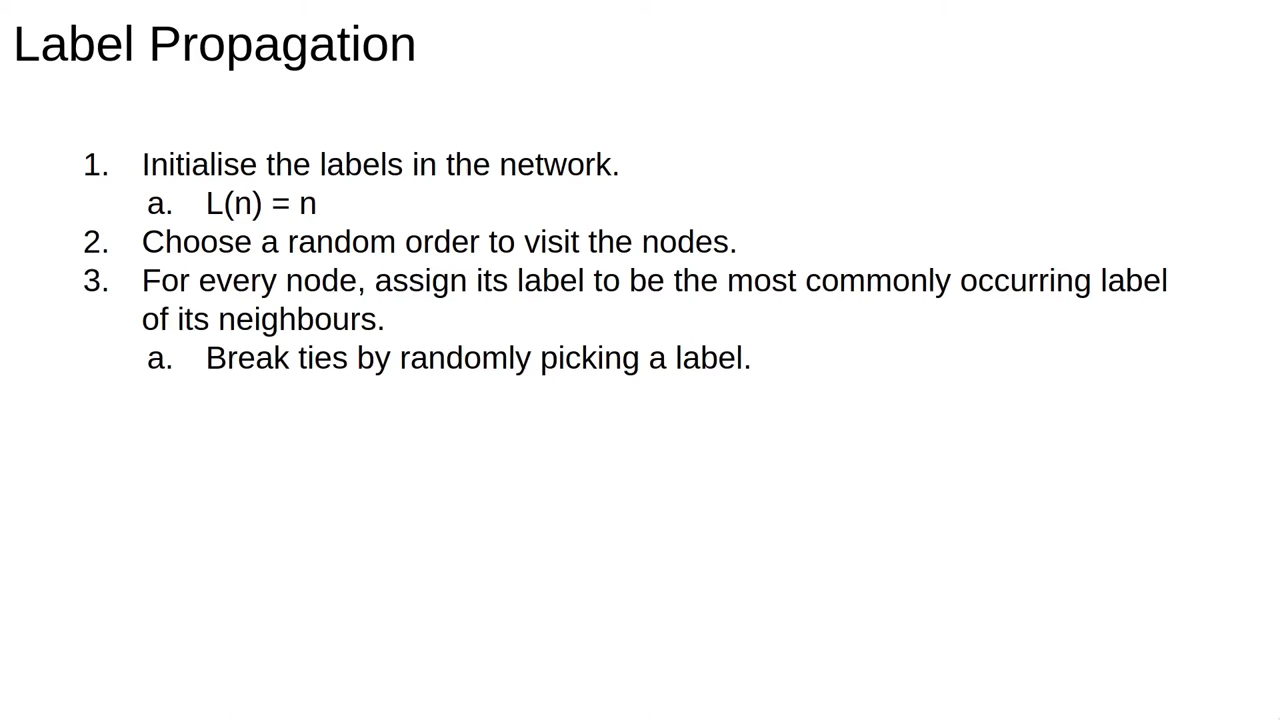 Label Propagation
1. Initialise the labels in the network.
a. L(n) = n
2. Choose a random order to visit the nodes.
3. For every node, assign its label to be the most commonly occurring label
of its neighbours.
a. Break ties by randomly picking a label.